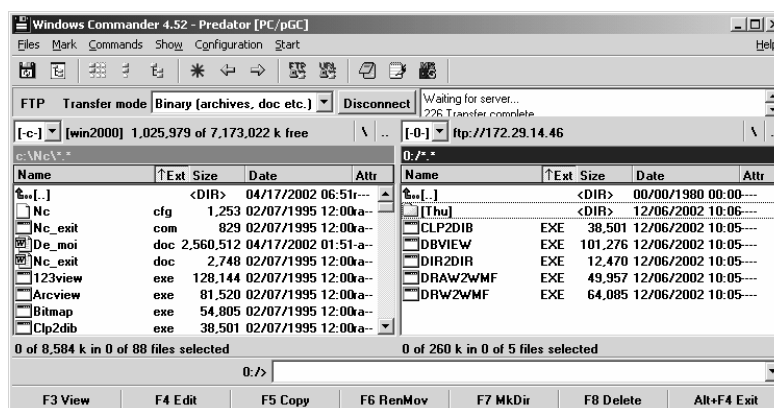 Windows Commander 4.52 - Predator [PC/pGC]
Files Mark Commands Show Configuration Start Help
FTP Transfer mode Binary (archives, doc etc.) Disconnect Waiting for server...
226 Transfer complete
[-c-] [win2000] 1,025,979 of 7,173,022 k free \ .. [-0-] ftp://172.29.14.46 \ .
c:\Nc\*.* 0:/*.*
Name ↑Ext Size Date Attr Name ↑Ext Size Date Attr
[..] <DIR> 04/17/2002 06:51r--- [..] <DIR> 00/00/1980 00:00----
Nc cfg 1,253 02/07/1995 12:00ra-- [Thu] <DIR> 12/06/2002 10:06----
Nc_exit com 829 02/07/1995 12:00ra-- CLP2DIB EXE 38,501 12/06/2002 10:05----
De_moi doc 2,560,512 04/17/2002 01:51-a-- DBVIEW EXE 101,276 12/06/2002 10:05----
Nc_exit doc 2,748 02/07/1995 12:00ra-- DIR2DIR EXE 12,470 12/06/2002 10:05----
123view exe 128,144 02/07/1995 12:00ra-- DRAW2WMF EXE 49,957 12/06/2002 10:05----
Arcview exe 81,520 02/07/1995 12:00ra-- DRW2WMF EXE 64,085 12/06/2002 10:05----
Bitmap exe 54,805 02/07/1995 12:00ra--
Clp2dib exe 38,501 02/07/1995 12:00ra--
0 of 8,584 k in 0 of 88 files selected 0 of 260 k in 0 of 5 files selected
0:/>
F3 View F4 Edit F5 Copy F6 RenMov F7 MkDir F8 Delete Alt+F4 Exit